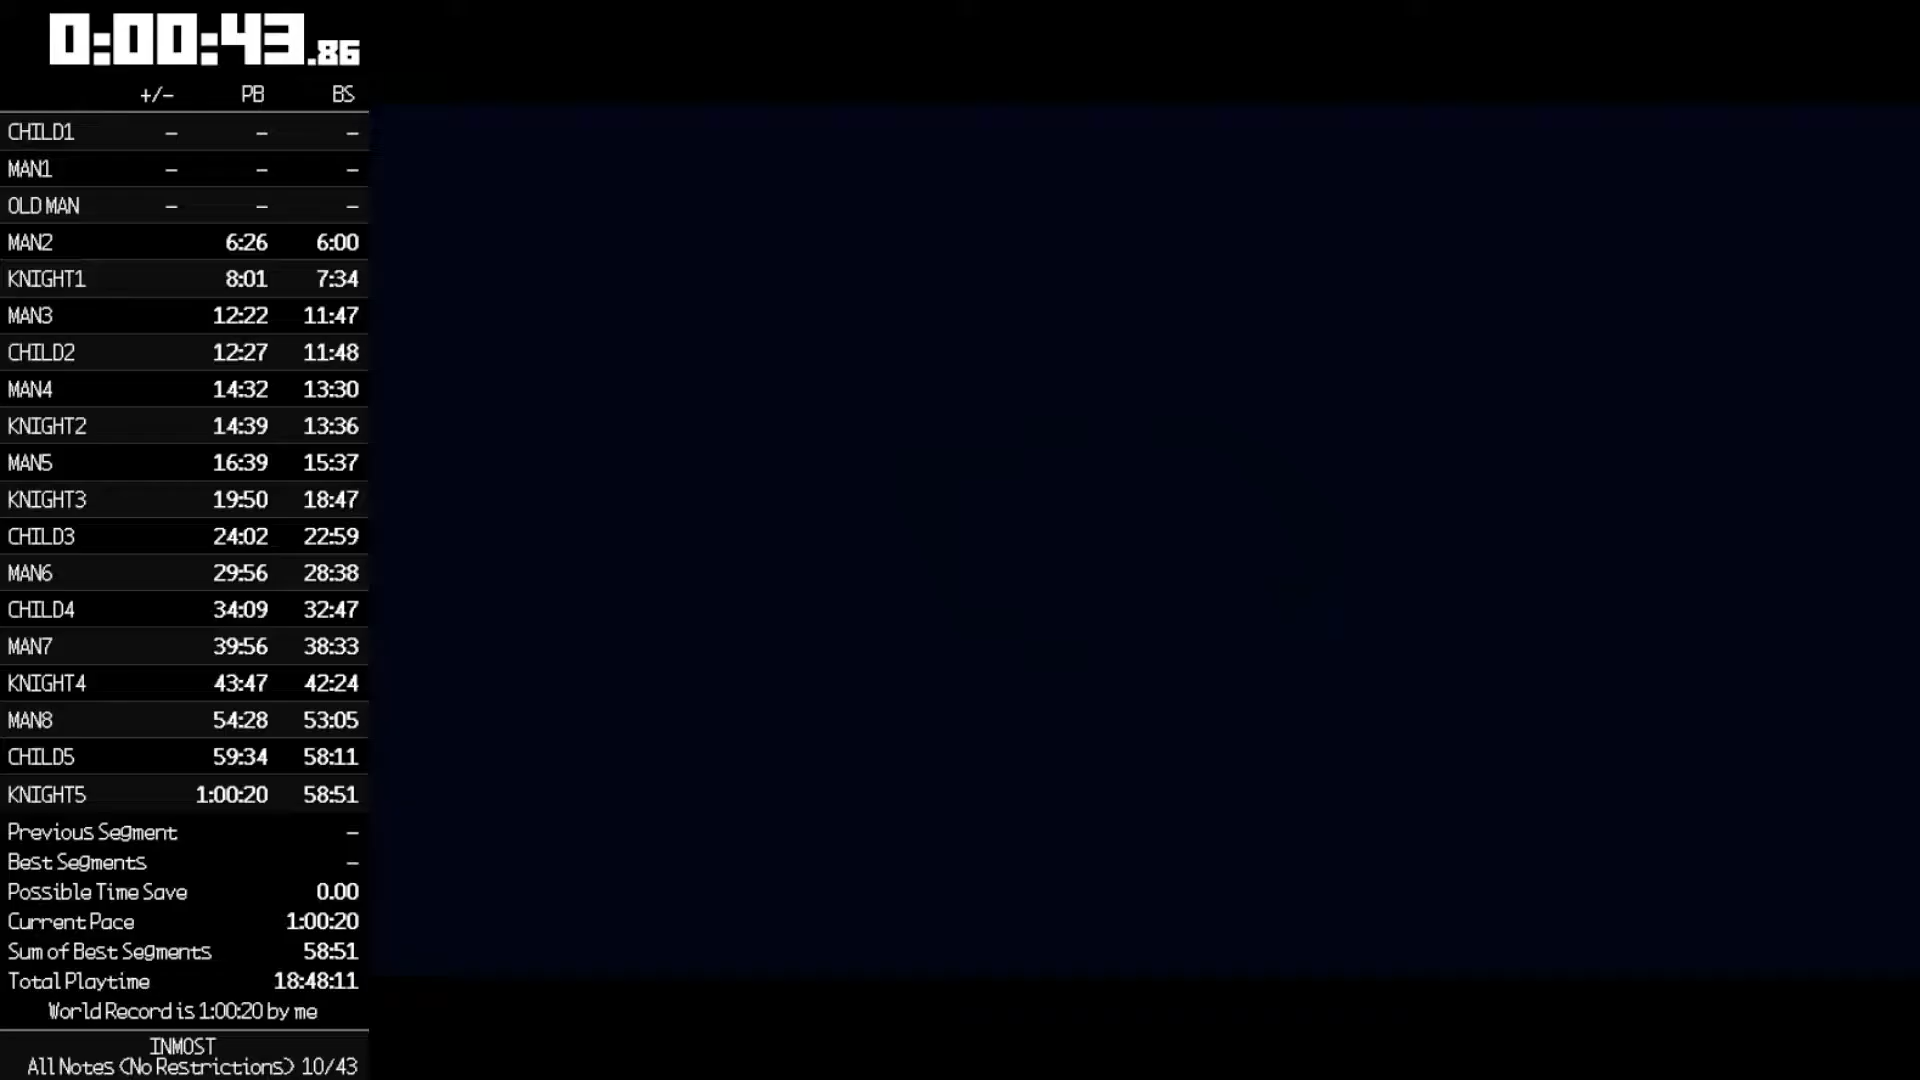 0:00:43.86
+/- PB BS
CHILD1 – – –
MAN1 – – –
OLD MAN – – –
MAN2 6:26 6:00
KNIGHT1 8:01 7:34
MAN3 12:22 11:47
CHILD2 12:27 11:48
MAN4 14:32 13:30
KNIGHT2 14:39 13:36
MAN5 16:39 15:37
KNIGHT3 19:50 18:47
CHILD3 24:02 22:59
MAN6 29:56 28:38
CHILD4 34:09 32:47
MAN7 39:56 38:33
KNIGHT4 43:47 42:24
MAN8 54:28 53:05
CHILD5 59:34 58:11
KNIGHT5 1:00:20 58:51
Previous Segment –
Best Segments –
Possible Time Save 0.00
Current Pace 1:00:20
Sum of Best Segments 58:51
Total Playtime 18:48:11
World Record is 1:00:20 by me
INMOST
All Notes (No Restrictions) 10/43